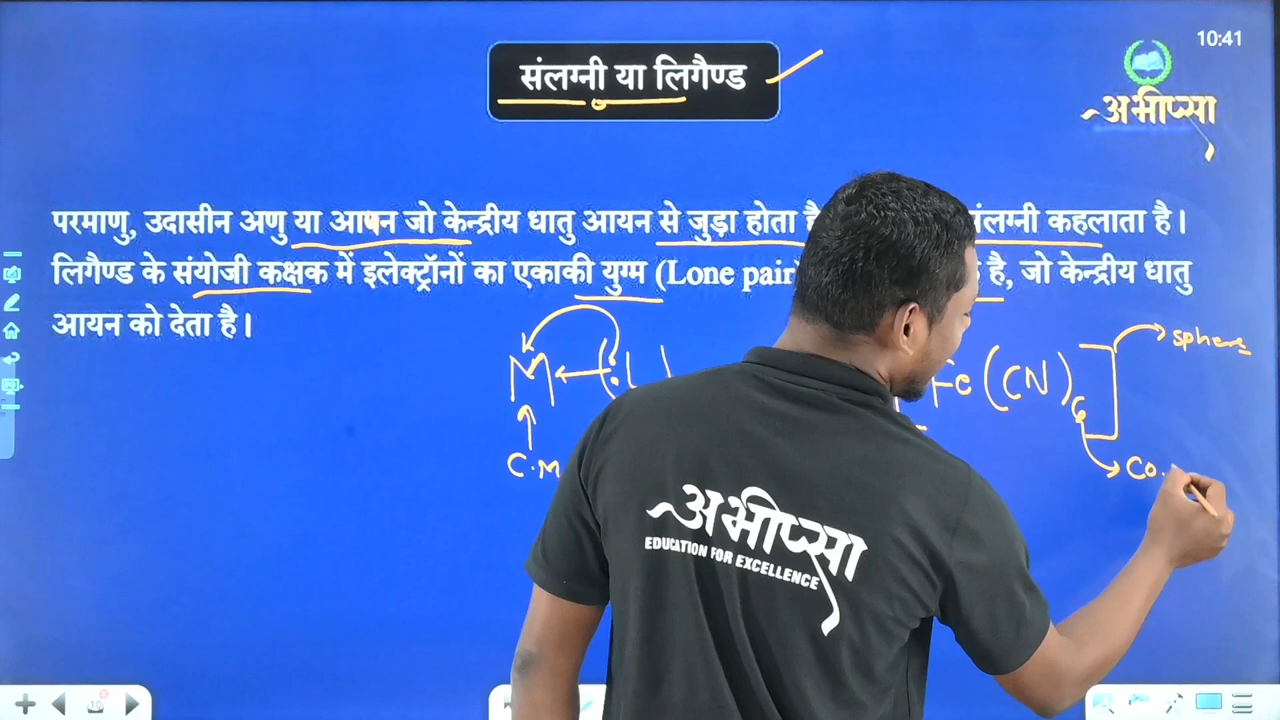 10:41
संलग्नी या लिगैण्ड
अभीप्सा
परमाणु, उदासीन अणु या आयन जो केन्द्रीय धातु आयन से जुड़ा होता संलग्नी कहलाता है।
लिगैण्ड के संयोजी कक्षक में इलेक्ट्रॉनों का एकाकी युग्म (Lone pair) है, जो केन्द्रीय धातु
आयन को देता है।
sphere
M ← (:L) Fe(CN)6
C.M Co.
अभीप्सा
EDUCATION FOR EXCELLENCE
10